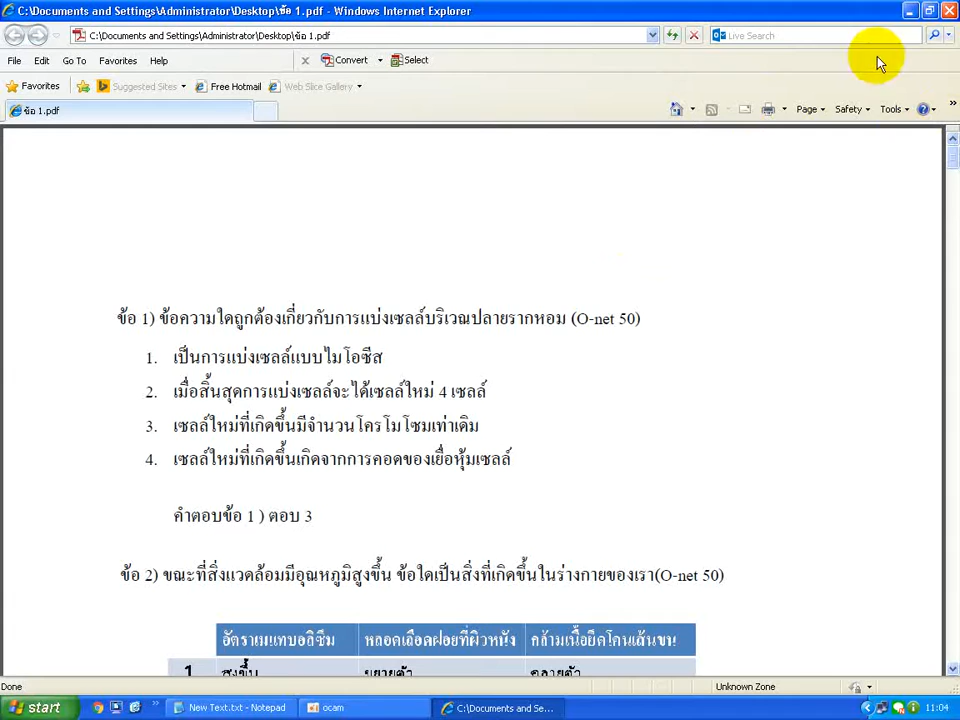 C:\Documents and Settings\Administrator\Desktop\ข้อ 1.pdf - Windows Internet Explorer
C:\Documents and Settings\Administrator\Desktop\ข้อ 1.pdf
Live Search
File Edit Go To Favorites Help
Convert
Select
Favorites
Suggested Sites
Free Hotmail
Web Slice Gallery
ข้อ 1.pdf
Page Safety Tools
ข้อ 1) ข้อความใดถูกต้องเกี่ยวกับการแบ่งเซลล์บริเวณปลายรากหอม (O-net 50)
1. เป็นการแบ่งเซลล์แบบไมโอซีส
2. เมื่อสิ้นสุดการแบ่งเซลล์จะได้เซลล์ใหม่ 4 เซลล์
3. เซลล์ใหม่ที่เกิดขึ้นมีจำนวนโครโมโซมเท่าเดิม
4. เซลล์ใหม่ที่เกิดขึ้นเกิดจากการคอดของเยื่อหุ้มเซลล์
คำตอบข้อ 1 ) ตอบ 3
ข้อ 2) ขณะที่สิ่งแวดล้อมมีอุณหภูมิสูงขึ้น ข้อใดเป็นสิ่งที่เกิดขึ้นในร่างกายของเรา(O-net 50)
อัตราเมแทบอลิซึม หลอดเลือดฝอยที่ผิวหนัง กล้ามเนื้อยึดโคนเส้นขน
1 สูงขึ้น ขยายตัว คลายตัว
Done
Unknown Zone
start
New Text.txt - Notepad
ocam
C:\Documents and Se...
11:04